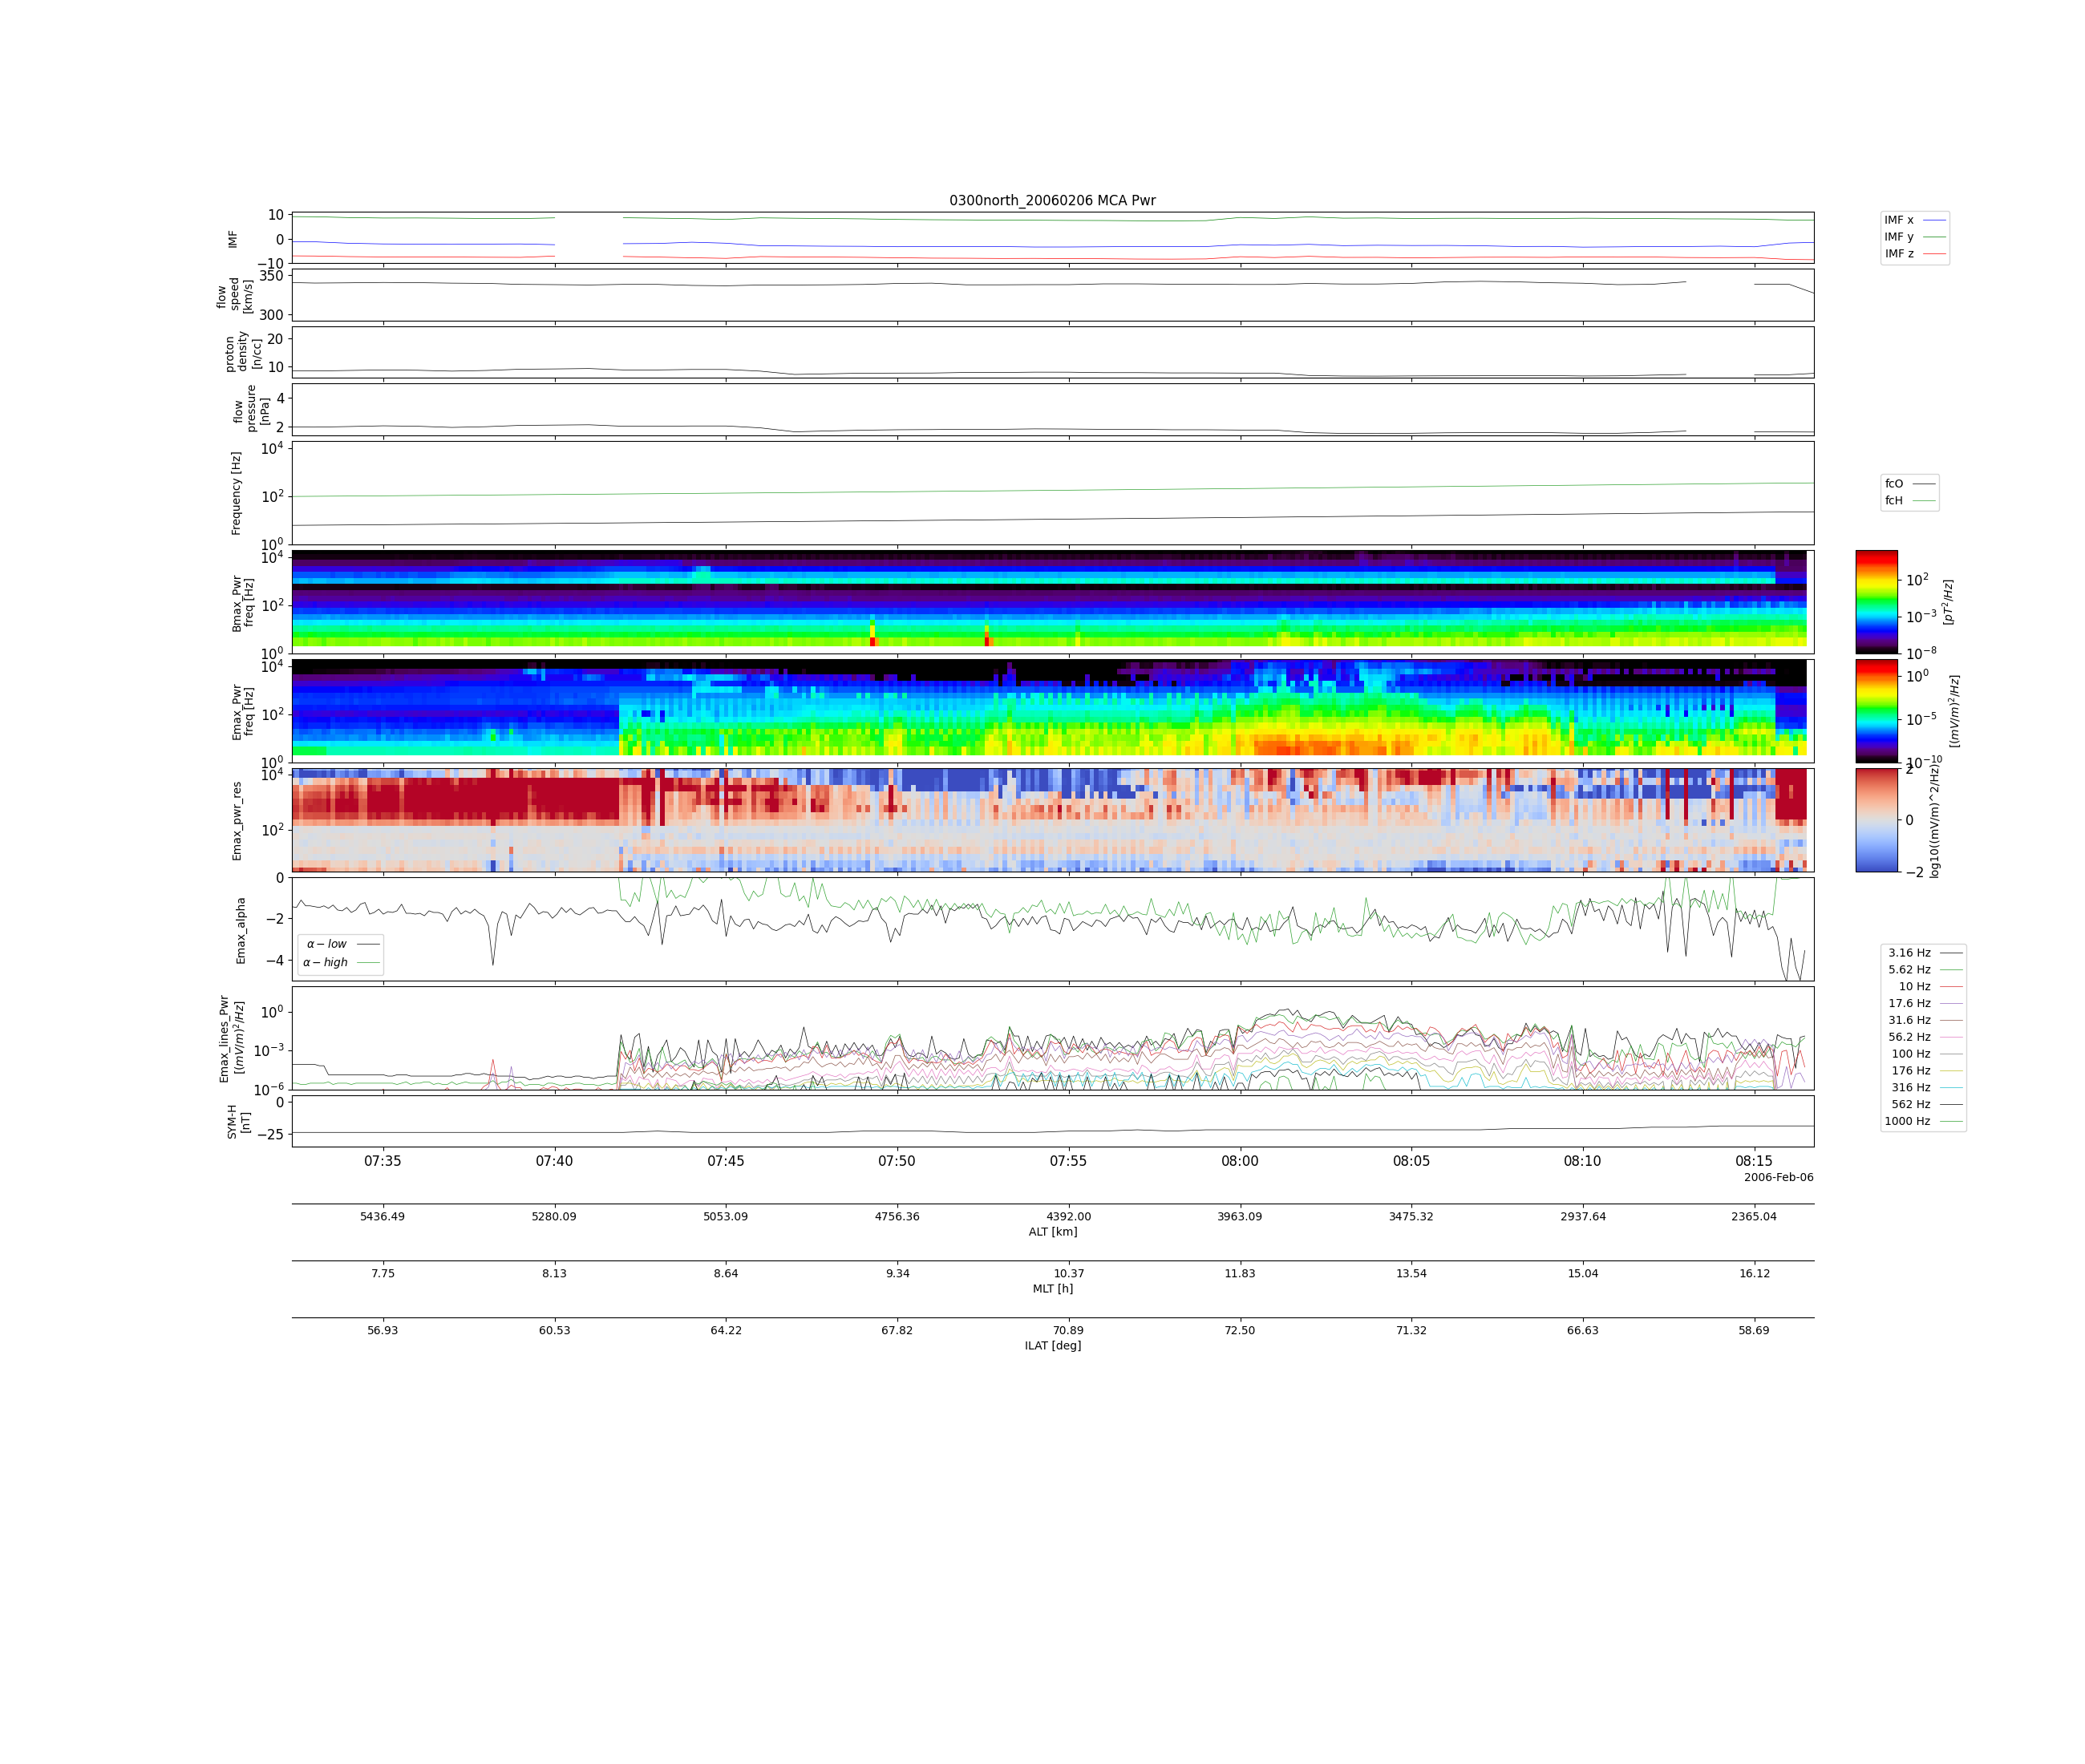 0300north_20060206 MCA Pwr
IMF
10
0
−10
IMF x
IMF y
IMF z
flow
speed
[km/s]
350
300
proton
density
[n/cc]
20
10
flow
pressure
[nPa]
4
2
Frequency [Hz]
10^4
10^2
10^0
fcO
fcH
Bmax_Pwr
freq [Hz]
10^4
10^2
10^0
10^2
10^−3
10^−8
[pT^2/Hz]
Emax_Pwr
freq [Hz]
10^4
10^2
10^0
10^0
10^−5
10^−10
[(mV/m)^2/Hz]
Emax_pwr_res
10^4
10^2
2
0
−2
log10((mV/m)^2/Hz)
Emax_alpha
0
−2
−4
α − low
α − high
Emax_lines_Pwr
[(mV/m)^2/Hz]
10^0
10^−3
10^−6
3.16 Hz
5.62 Hz
10 Hz
17.6 Hz
31.6 Hz
56.2 Hz
100 Hz
176 Hz
316 Hz
562 Hz
1000 Hz
SYM-H
[nT]
0
−25
07:35 07:40 07:45 07:50 07:55 08:00 08:05 08:10 08:15
2006-Feb-06
5436.49 5280.09 5053.09 4756.36 4392.00 3963.09 3475.32 2937.64 2365.04
ALT [km]
7.75 8.13 8.64 9.34 10.37 11.83 13.54 15.04 16.12
MLT [h]
56.93 60.53 64.22 67.82 70.89 72.50 71.32 66.63 58.69
ILAT [deg]